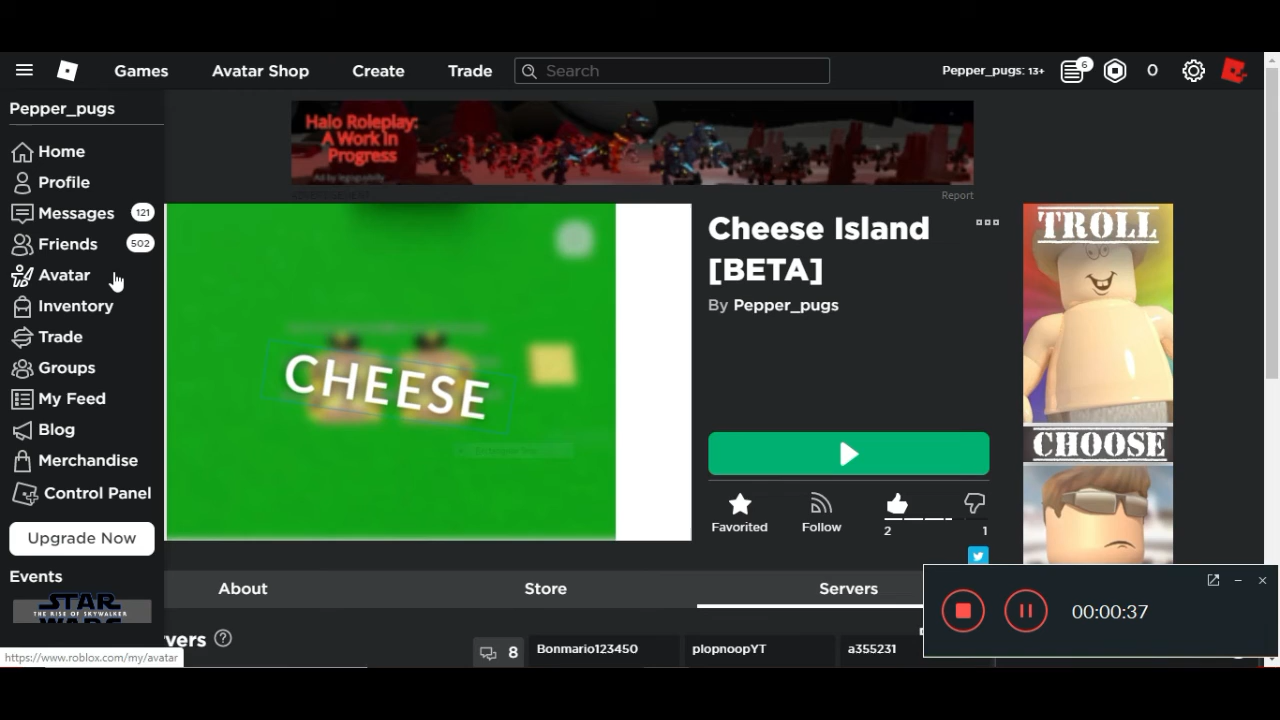 Games
Avatar Shop
Create
Trade
Search
Pepper_pugs: 13+
6
0
Pepper_pugs
Home
Profile
Messages 121
Friends 502
Avatar
Inventory
Trade
Groups
My Feed
Blog
Merchandise
Control Panel
Upgrade Now
Events
STAR
THE RISE OF SKYWALKER
WARS
https://www.roblox.com/my/avatar
Halo Roleplay:
A Work in
Progress
Report
CHEESE
Cheese Island
[BETA]
By Pepper_pugs
Favorited
Follow
2
1
TROLL
CHOOSE
About
Store
Servers
vers
8
Bonmario123450
plopnoopYT
a355231
00:00:37